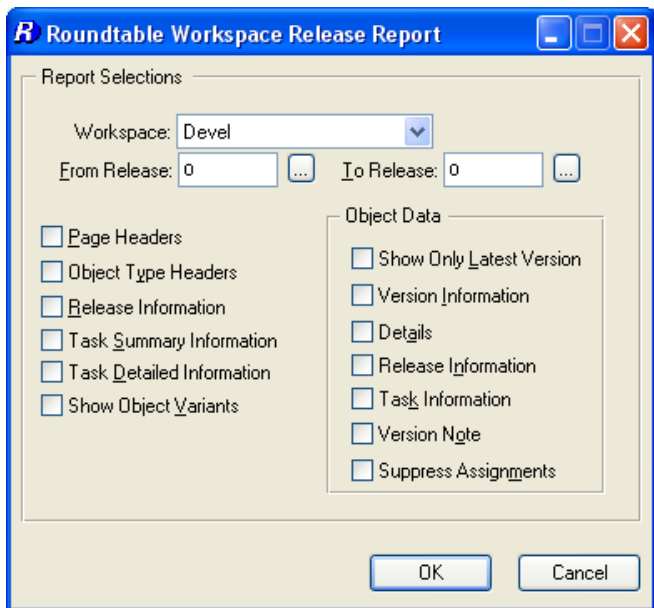 R Roundtable Workspace Release Report
Report Selections
Workspace: Devel
From Release: 0 ... To Release: 0 ...
Page Headers
Object Type Headers
Release Information
Task Summary Information
Task Detailed Information
Show Object Variants
Object Data
Show Only Latest Version
Version Information
Details
Release Information
Task Information
Version Note
Suppress Assignments
OK Cancel